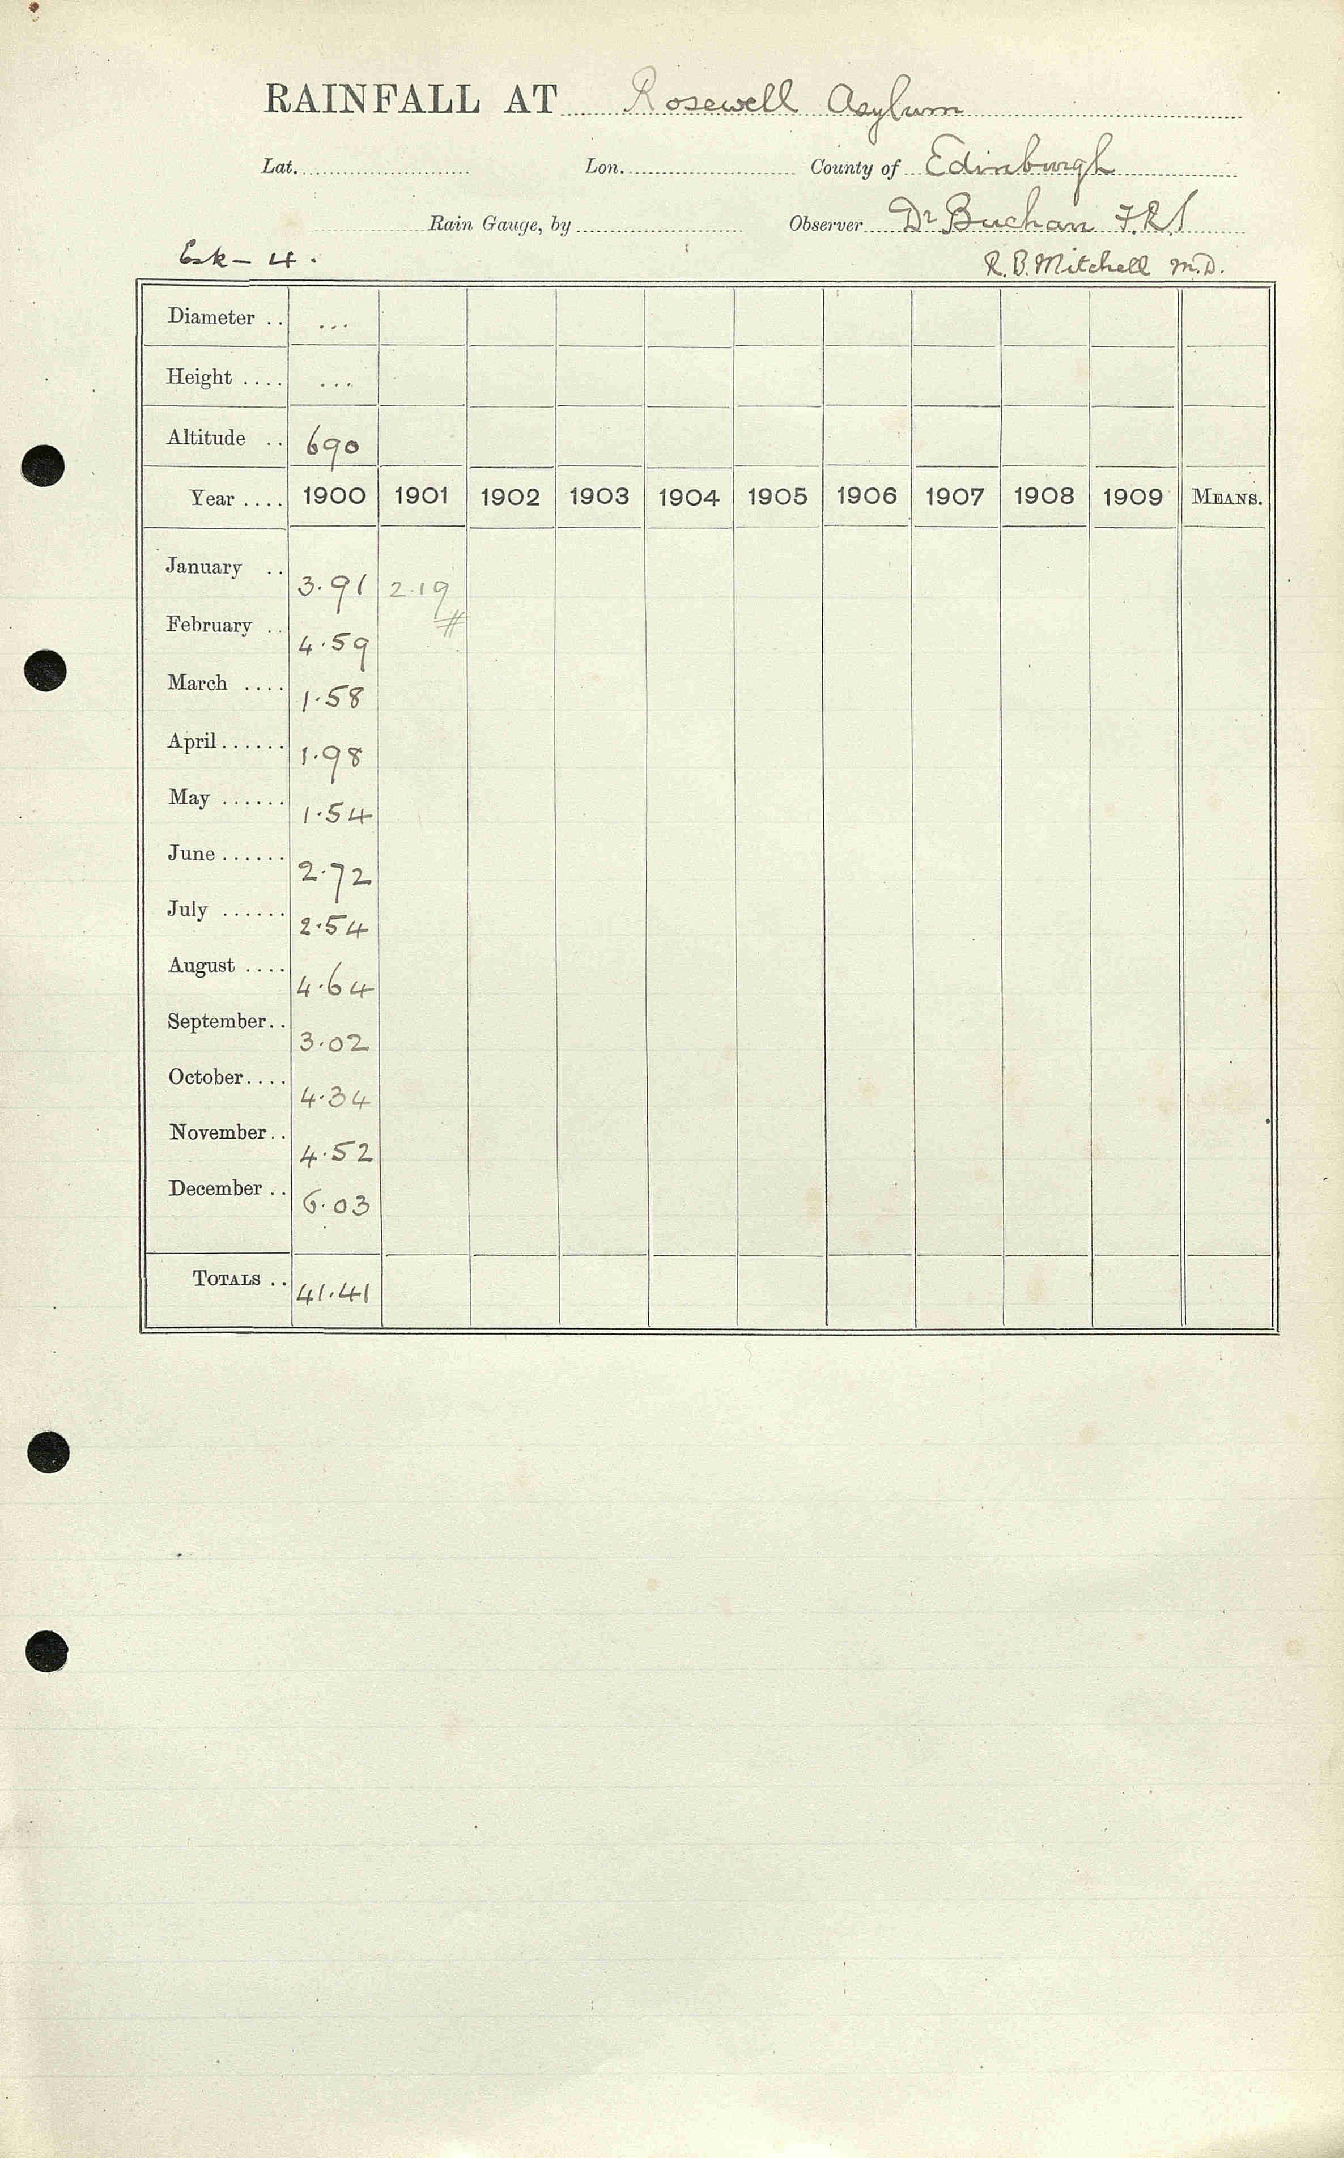 RAINFALL AT Rosewell Asylum
Lat. Lon. County of Edinburgh
Rain Gauge, by Observer Dr Buchan F.R.S
Esk - 4. R.B. Mitchell M.D.
Diameter .. ...
Height .... ...
Altitude .. 690
Year .... 1900 1901 1902 1903 1904 1905 1906 1907 1908 1909 MEANS.
January .. 3.91 2.19
February .. 4.59 #
March .... 1.58
April...... 1.98
May ...... 1.54
June...... 2.72
July ...... 2.54
August .... 4.64
September.. 3.02
October.... 4.34
November.. 4.52
December .. 6.03
TOTALS .. 41.41